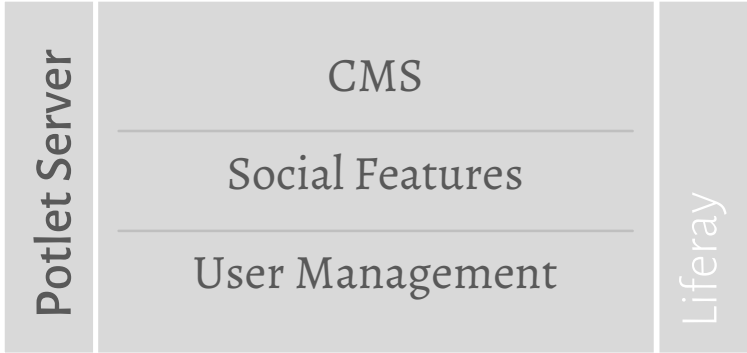 Potlet Server
CMS
Social Features
User Management
Liferay